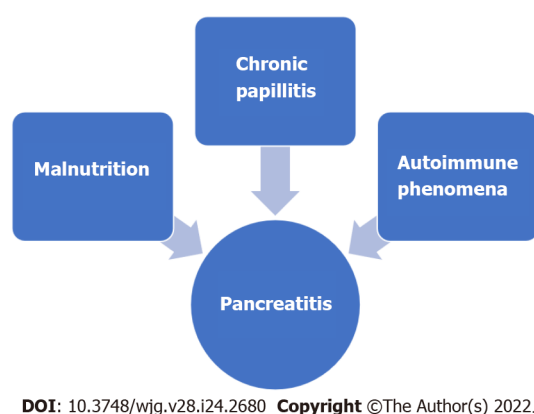 Chronic
papillitis
Malnutrition
Autoimmune
phenomena
Pancreatitis
DOI: 10.3748/wjg.v28.i24.2680 Copyright ©The Author(s) 2022.